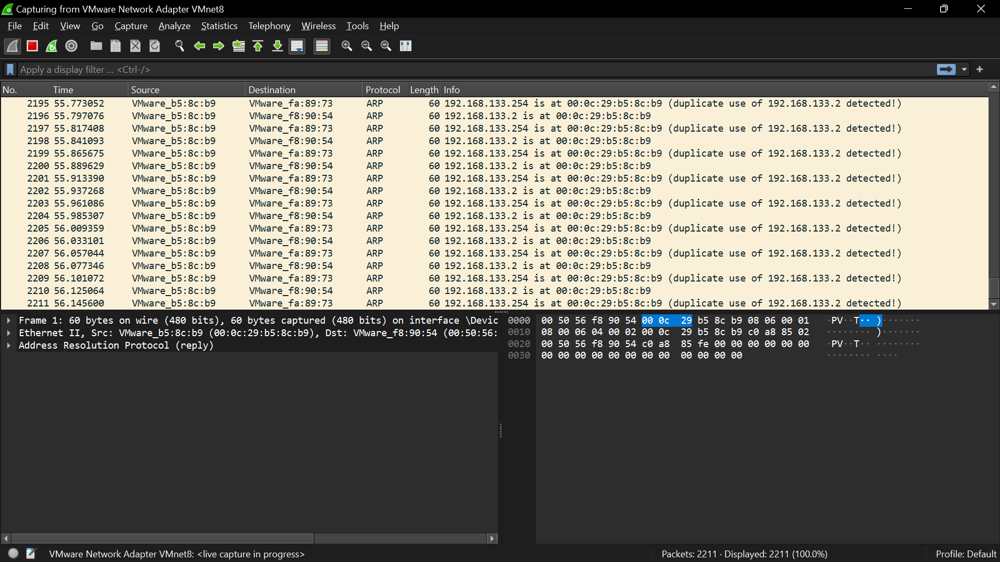 Capturing from VMware Network Adapter VMnet8
File Edit View Go Capture Analyze Statistics Telephony Wireless Tools Help
Apply a display filter ... <Ctrl-/>
No. Time Source Destination Protocol Length Info
2195 55.773052 VMware_b5:8c:b9 VMware_fa:89:73 ARP 60 192.168.133.254 is at 00:0c:29:b5:8c:b9 (duplicate use of 192.168.133.2 detected!)
2196 55.797076 VMware_b5:8c:b9 VMware_f8:90:54 ARP 60 192.168.133.2 is at 00:0c:29:b5:8c:b9
2197 55.817408 VMware_b5:8c:b9 VMware_fa:89:73 ARP 60 192.168.133.254 is at 00:0c:29:b5:8c:b9 (duplicate use of 192.168.133.2 detected!)
2198 55.841093 VMware_b5:8c:b9 VMware_f8:90:54 ARP 60 192.168.133.2 is at 00:0c:29:b5:8c:b9
2199 55.865675 VMware_b5:8c:b9 VMware_fa:89:73 ARP 60 192.168.133.254 is at 00:0c:29:b5:8c:b9 (duplicate use of 192.168.133.2 detected!)
2200 55.889629 VMware_b5:8c:b9 VMware_f8:90:54 ARP 60 192.168.133.2 is at 00:0c:29:b5:8c:b9
2201 55.913390 VMware_b5:8c:b9 VMware_fa:89:73 ARP 60 192.168.133.254 is at 00:0c:29:b5:8c:b9 (duplicate use of 192.168.133.2 detected!)
2202 55.937268 VMware_b5:8c:b9 VMware_f8:90:54 ARP 60 192.168.133.2 is at 00:0c:29:b5:8c:b9
2203 55.961086 VMware_b5:8c:b9 VMware_fa:89:73 ARP 60 192.168.133.254 is at 00:0c:29:b5:8c:b9 (duplicate use of 192.168.133.2 detected!)
2204 55.985307 VMware_b5:8c:b9 VMware_f8:90:54 ARP 60 192.168.133.2 is at 00:0c:29:b5:8c:b9
2205 56.009359 VMware_b5:8c:b9 VMware_fa:89:73 ARP 60 192.168.133.254 is at 00:0c:29:b5:8c:b9 (duplicate use of 192.168.133.2 detected!)
2206 56.033101 VMware_b5:8c:b9 VMware_f8:90:54 ARP 60 192.168.133.2 is at 00:0c:29:b5:8c:b9
2207 56.057044 VMware_b5:8c:b9 VMware_fa:89:73 ARP 60 192.168.133.254 is at 00:0c:29:b5:8c:b9 (duplicate use of 192.168.133.2 detected!)
2208 56.077346 VMware_b5:8c:b9 VMware_f8:90:54 ARP 60 192.168.133.2 is at 00:0c:29:b5:8c:b9
2209 56.101072 VMware_b5:8c:b9 VMware_fa:89:73 ARP 60 192.168.133.254 is at 00:0c:29:b5:8c:b9 (duplicate use of 192.168.133.2 detected!)
2210 56.125064 VMware_b5:8c:b9 VMware_f8:90:54 ARP 60 192.168.133.2 is at 00:0c:29:b5:8c:b9
2211 56.145600 VMware_b5:8c:b9 VMware_fa:89:73 ARP 60 192.168.133.254 is at 00:0c:29:b5:8c:b9 (duplicate use of 192.168.133.2 detected!)
Frame 1: 60 bytes on wire (480 bits), 60 bytes captured (480 bits) on interface \Devic
Ethernet II, Src: VMware_b5:8c:b9 (00:0c:29:b5:8c:b9), Dst: VMware_f8:90:54 (00:50:56:
Address Resolution Protocol (reply)
0000 00 50 56 f8 90 54 00 0c 29 b5 8c b9 08 06 00 01 ·PV··T·· )·······
0010 08 00 06 04 00 02 00 0c 29 b5 8c b9 c0 a8 85 02 ········ )·······
0020 00 50 56 f8 90 54 c0 a8 85 fe 00 00 00 00 00 00 ·PV··T·· ········
0030 00 00 00 00 00 00 00 00 00 00 00 00 ········ ····
VMware Network Adapter VMnet8: <live capture in progress>
Packets: 2211 · Displayed: 2211 (100.0%)
Profile: Default